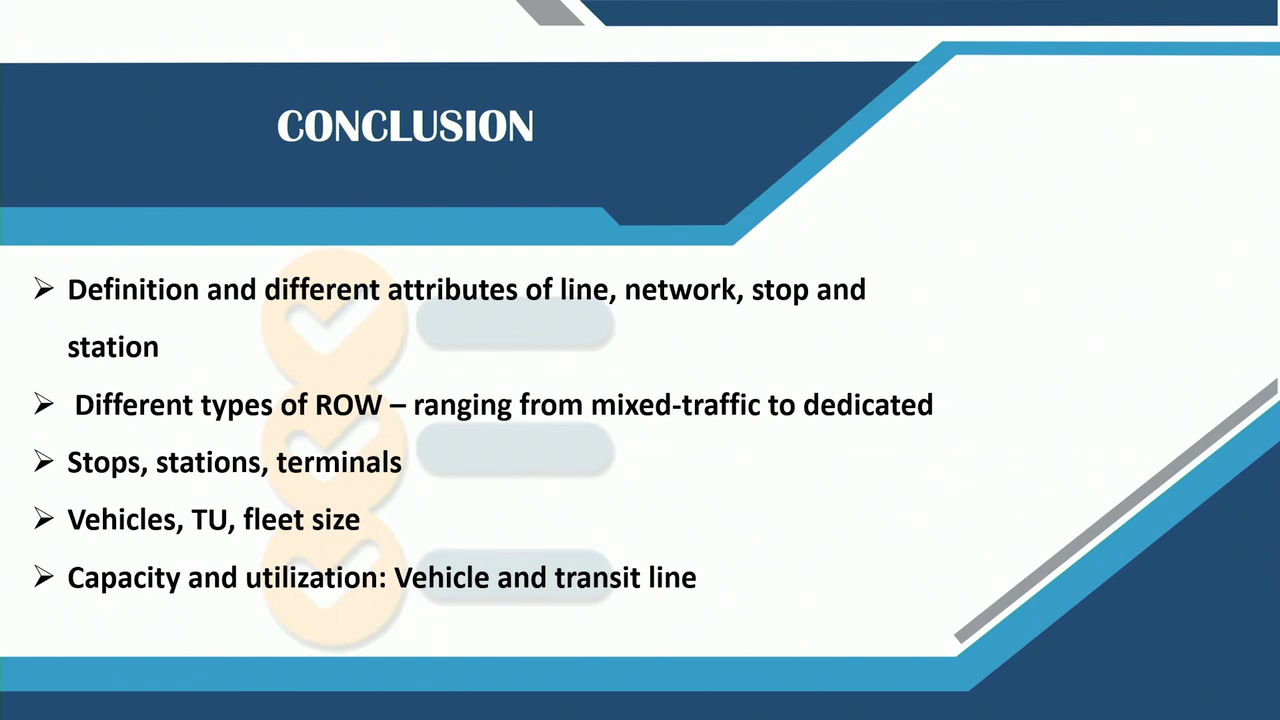 CONCLUSION
➢ Definition and different attributes of line, network, stop and
station
➢ Different types of ROW – ranging from mixed-traffic to dedicated
➢ Stops, stations, terminals
➢ Vehicles, TU, fleet size
➢ Capacity and utilization: Vehicle and transit line